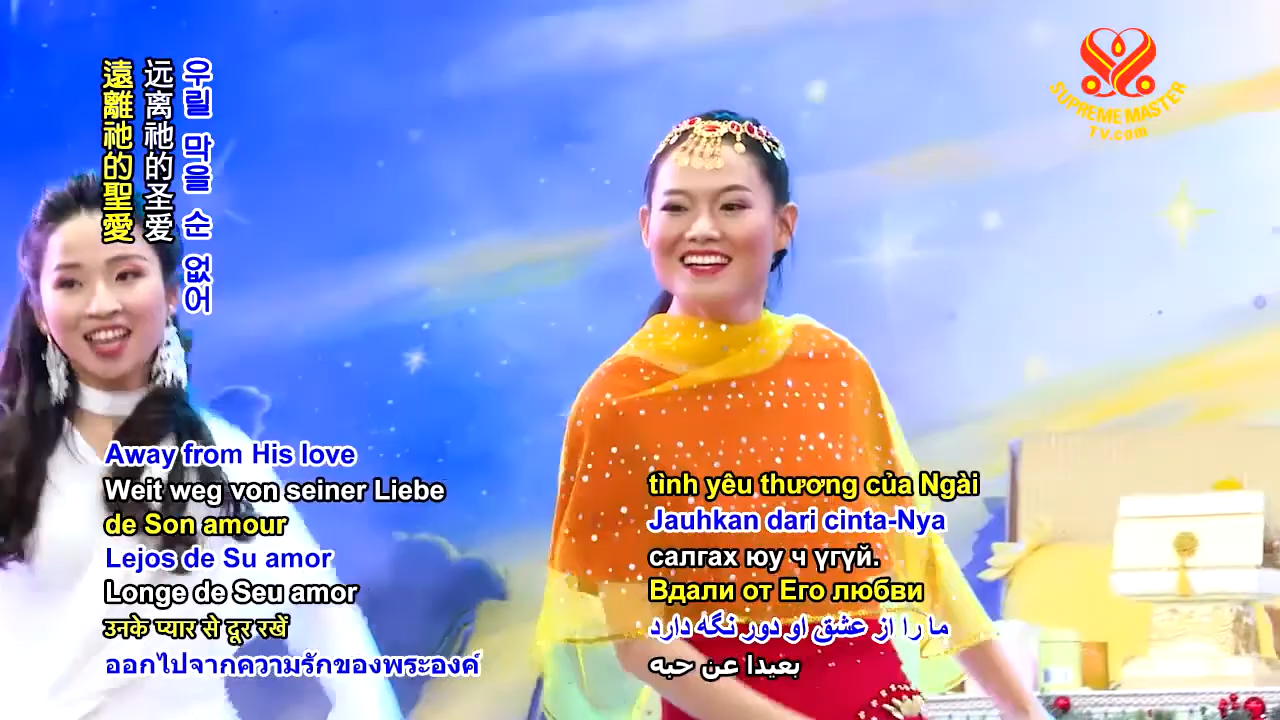 遠離祂的聖愛
远离祂的圣爱
우릴 막을 순 없어
SUPREME MASTER
TV.com
Away from His love
Weit weg von seiner Liebe
de Son amour
Lejos de Su amor
Longe de Seu amor
उनके प्यार से दूर रखें
ออกไปจากความรักของพระองค์
tình yêu thương của Ngài
Jauhkan dari cinta-Nya
салгах юу ч үгүй.
Вдали от Его любви
ما را از عشق او دور نگه دارد
بعيدا عن حبه